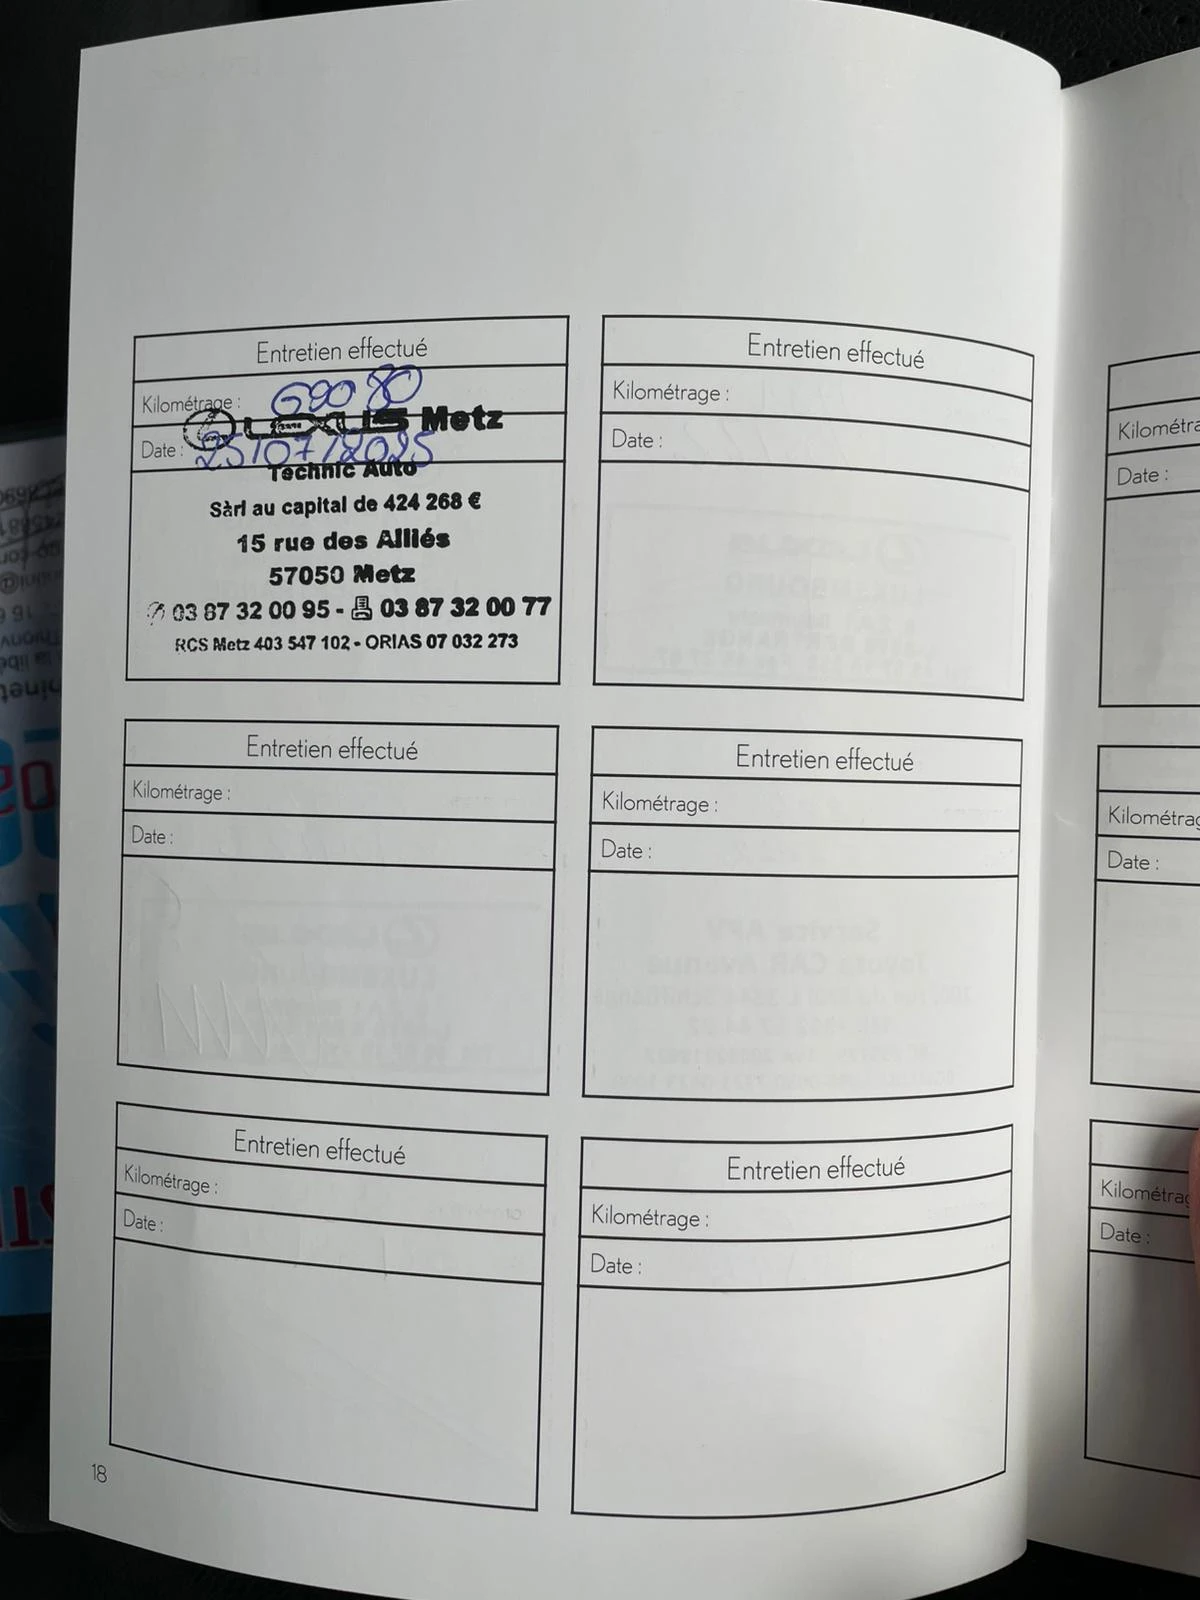 Entretien effectué
Kilométrage : 69080
LEXUS Metz
Date : 25/07/2025
Technic Auto
Sàrl au capital de 424 268 €
15 rue des Alliés
57050 Metz
03 87 32 00 95 - 03 87 32 00 77
RCS Metz 403 547 102 - ORIAS 07 032 273
Entretien effectué
Kilométrage :
Date :
Entretien effectué
Kilométrage :
Date :
Entretien effectué
Kilométrage :
Date :
Entretien effectué
Kilométrage :
Date :
Entretien effectué
Kilométrage :
Date :
18
Kilométra
Date :
Kilométrag
Date :
Kilométrag
Date :